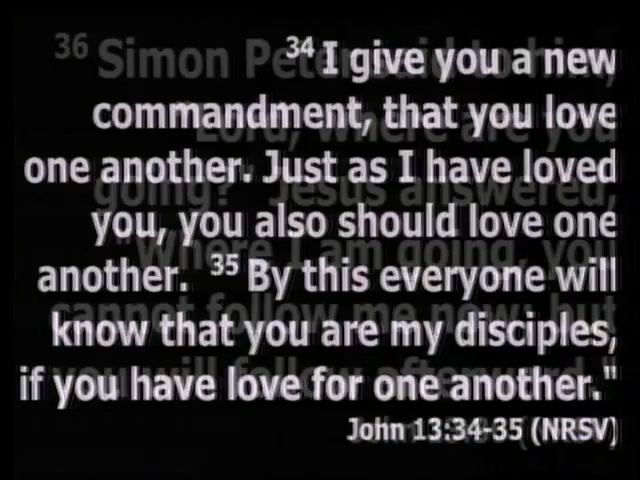 34 I give you a new
commandment, that you love
one another. Just as I have loved
you, you also should love one
another. 35 By this everyone will
know that you are my disciples,
if you have love for one another."
John 13:34-35 (NRSV)
36 Simon Peter said to him,
Lord, where are you
going?" Jesus answered,
"Where I am going, you
cannot follow me now; but
you will follow afterward."